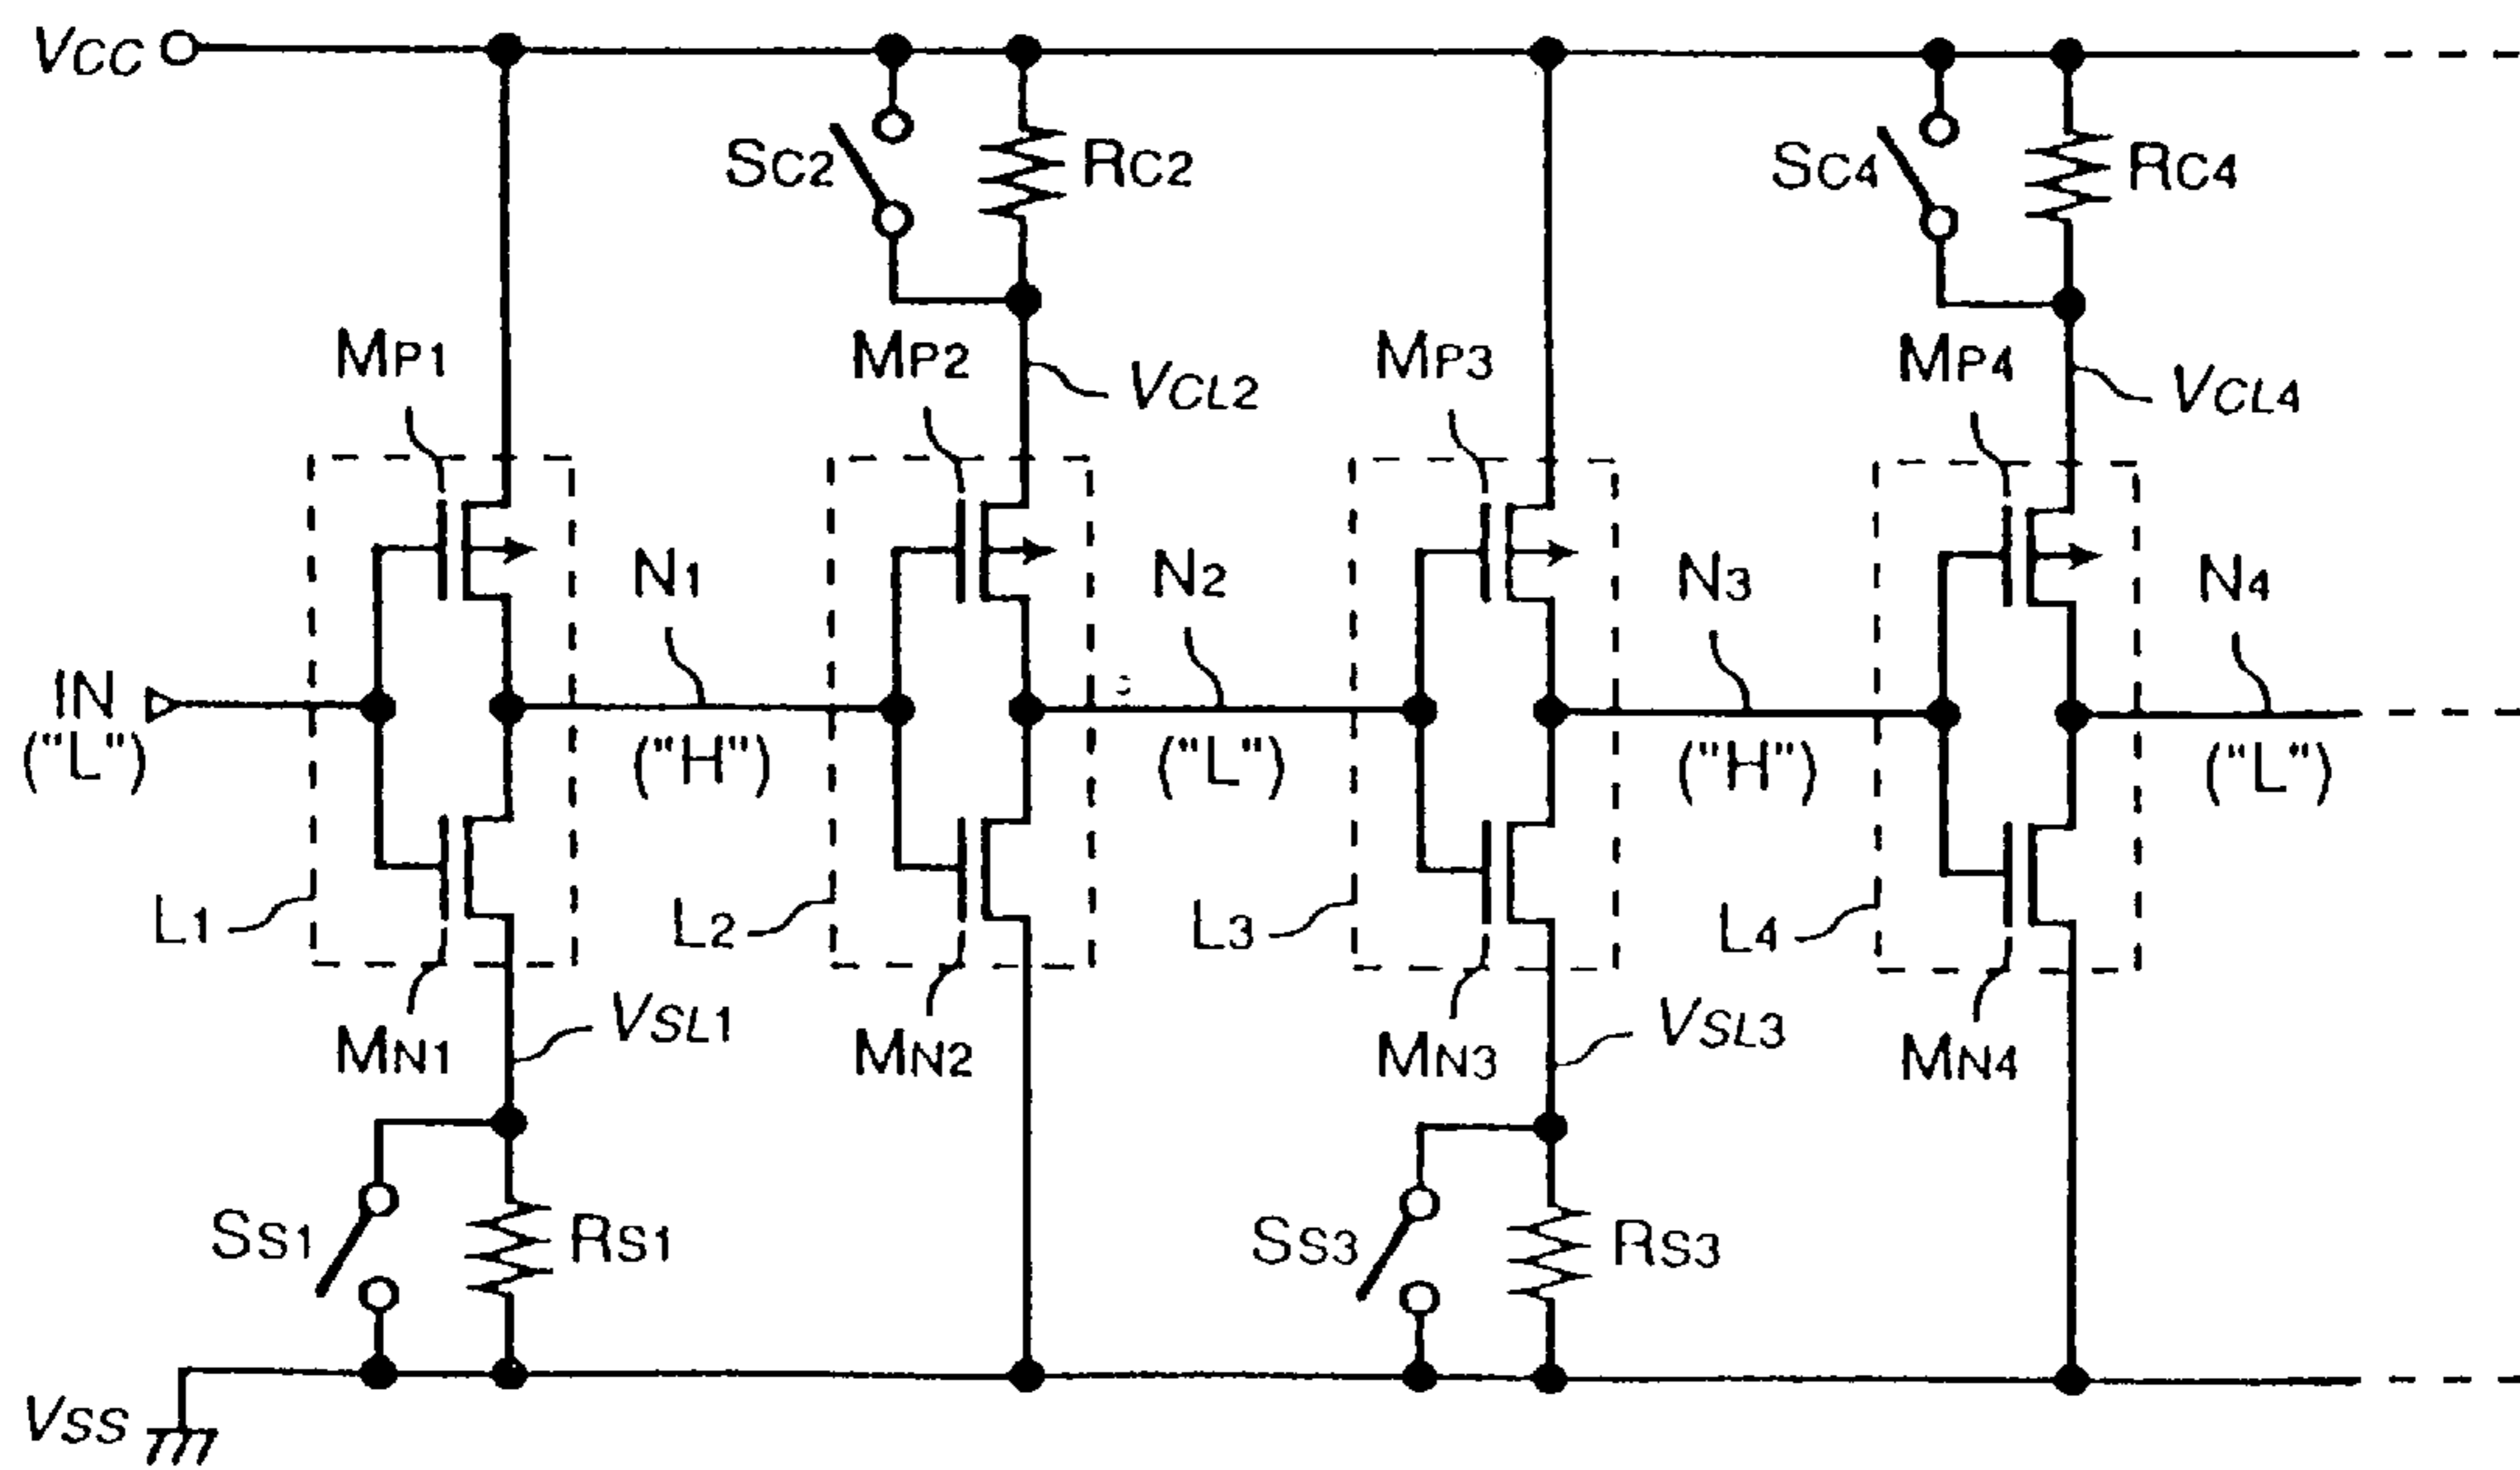 VCC
SC2
RC2
SC4
RC4
MP1
MP2
VCL2
MP3
MP4
VCL4
N1
N2
N3
N4
IN
("L")
("H")
("L")
("H")
("L")
L1
L2
L3
L4
MN1
VSL1
MN2
MN3
VSL3
MN4
SS1
RS1
SS3
RS3
VSS